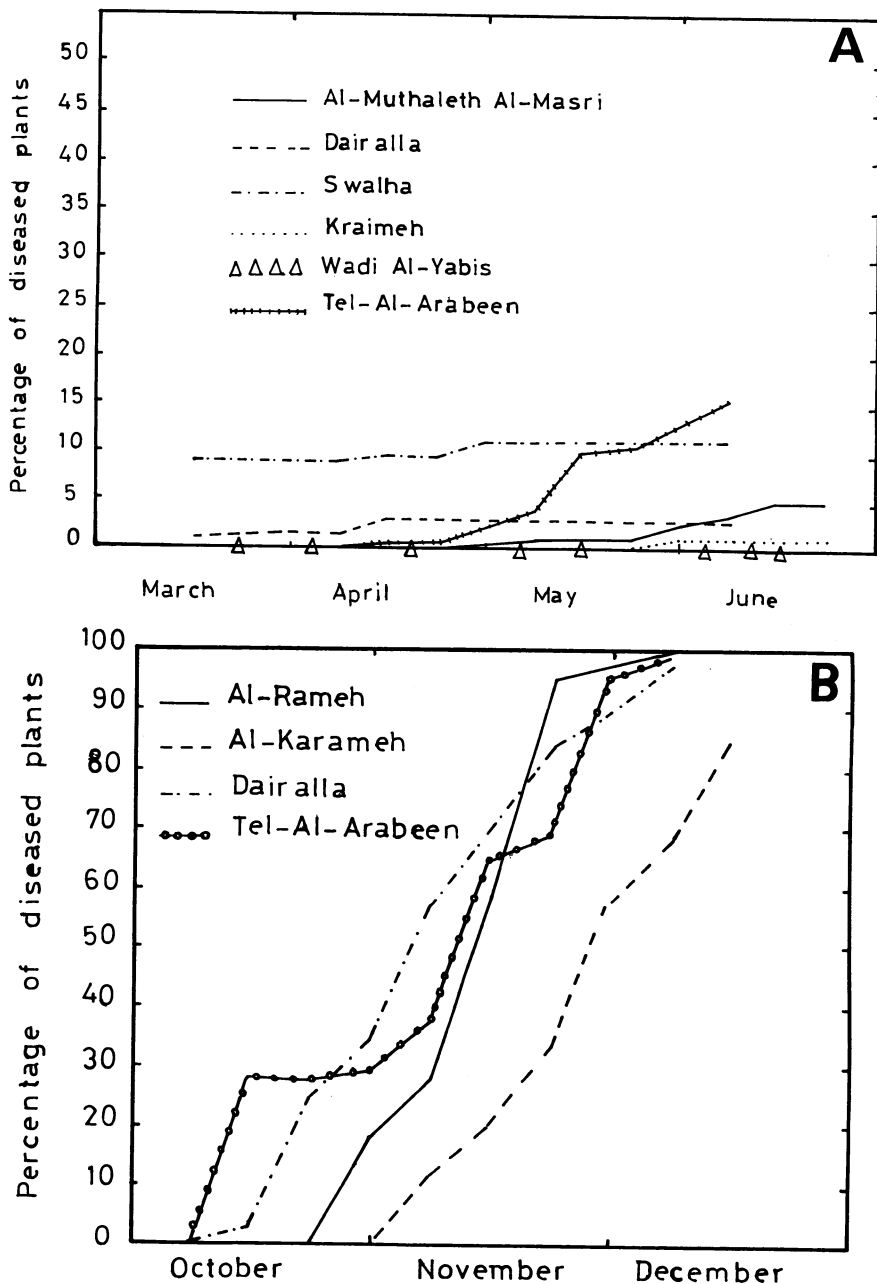 A
Percentage of diseased plants
50
45
40
35
30
25
20
15
10
5
0
Al-Muthaleth Al-Masri
Dairalla
Swalha
Kraimeh
Wadi Al-Yabis
Tel-Al-Arabeen
March April May June
B
Percentage of diseased plants
100
90
80
70
60
50
40
30
20
10
0
Al-Rameh
Al-Karameh
Dairalla
Tel-Al-Arabeen
October November December